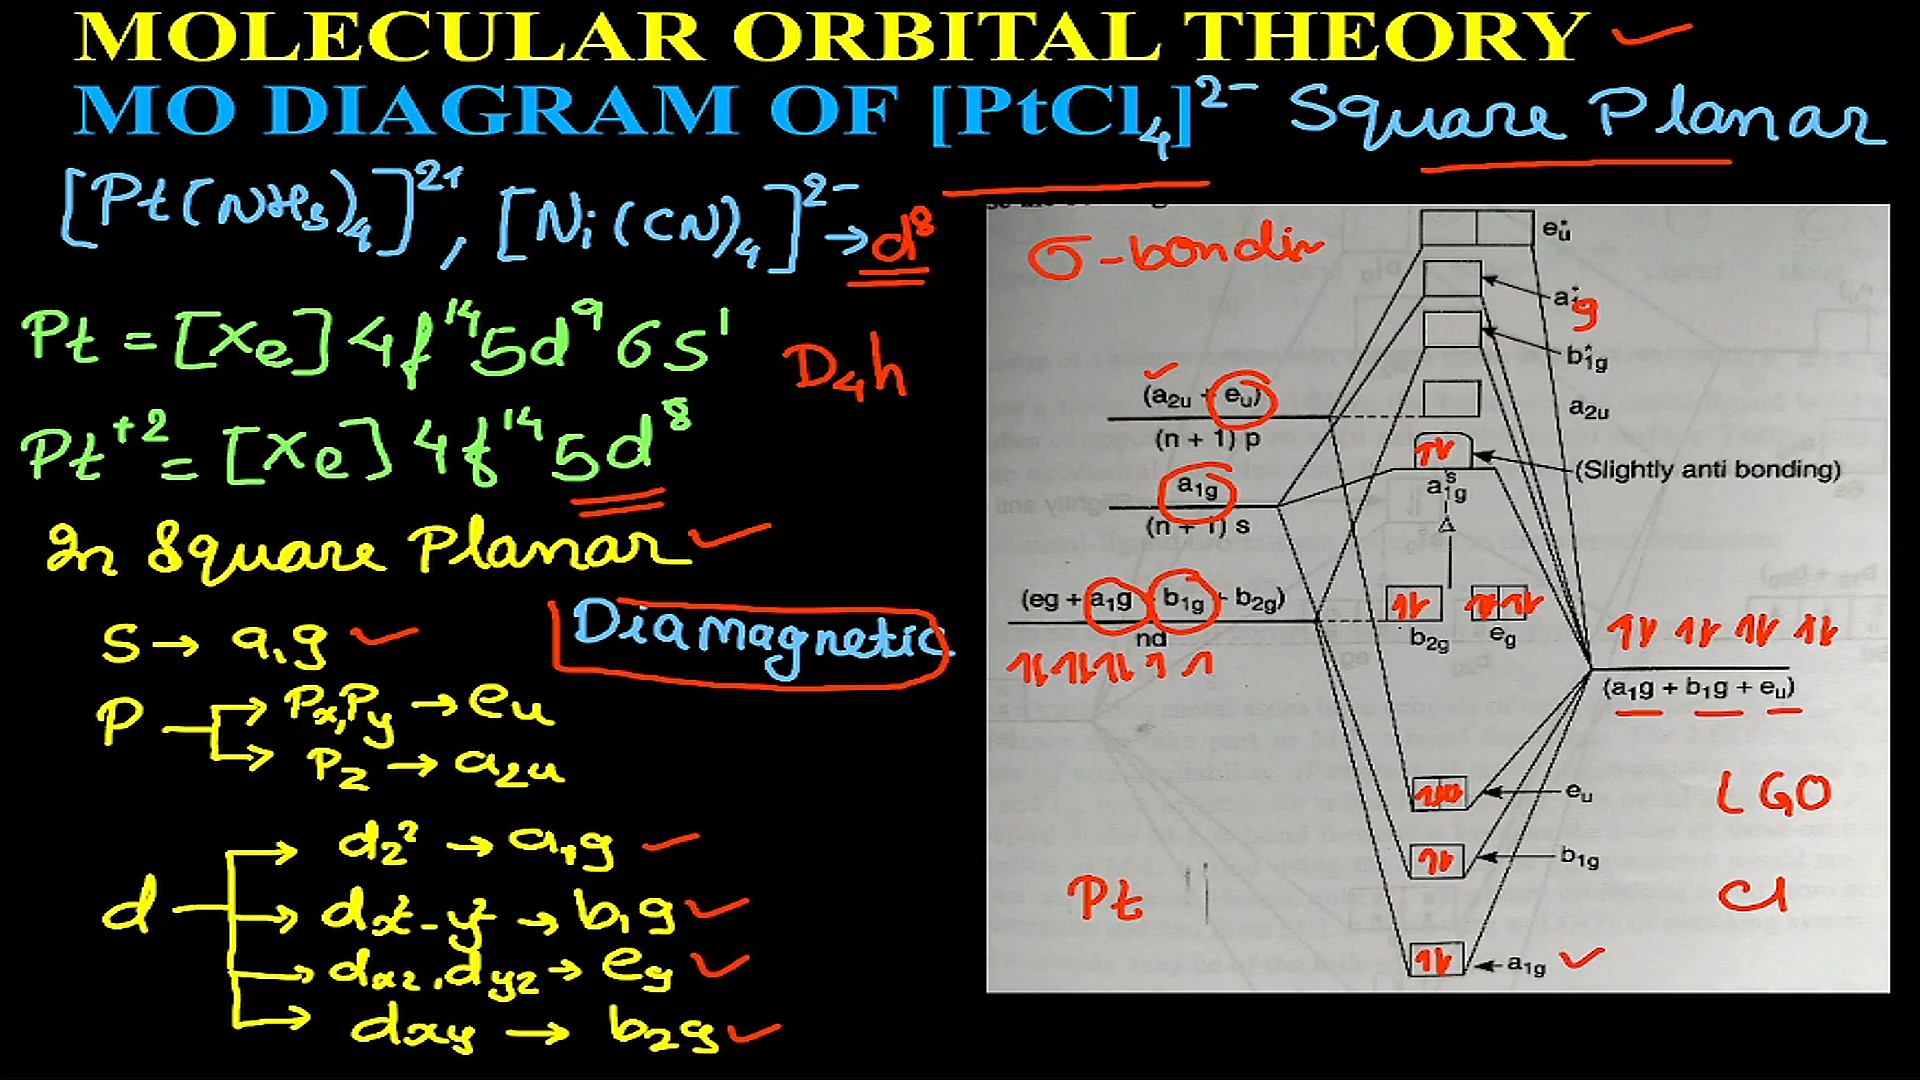 MOLECULAR ORBITAL THEORY
MO DIAGRAM OF [PtCl4]2- Square Planar
[Pt(NH3)4]2+, [Ni(CN)4]2- → d8
Pt = [Xe] 4f14 5d9 6s1
D4h
Pt+2 = [Xe] 4f14 5d8
In Square Planar
Diamagnetic
S → a1g
P → Px, Py → eu
Pz → a2u
d → dz2 → a1g
dx2-y2 → b1g
dxz, dyz → eg
dxy → b2g
σ-bondin
eu*
a*1g
b*1g
(a2u + eu)
a2u
(n + 1) p
(Slightly anti bonding)
a1g
as1g
(n + 1) s
Δ
(eg + a1g + b1g + b2g)
nd
b2g
eg
(a1g + b1g + eu)
eu
LGO
b1g
Pt
Cl
a1g